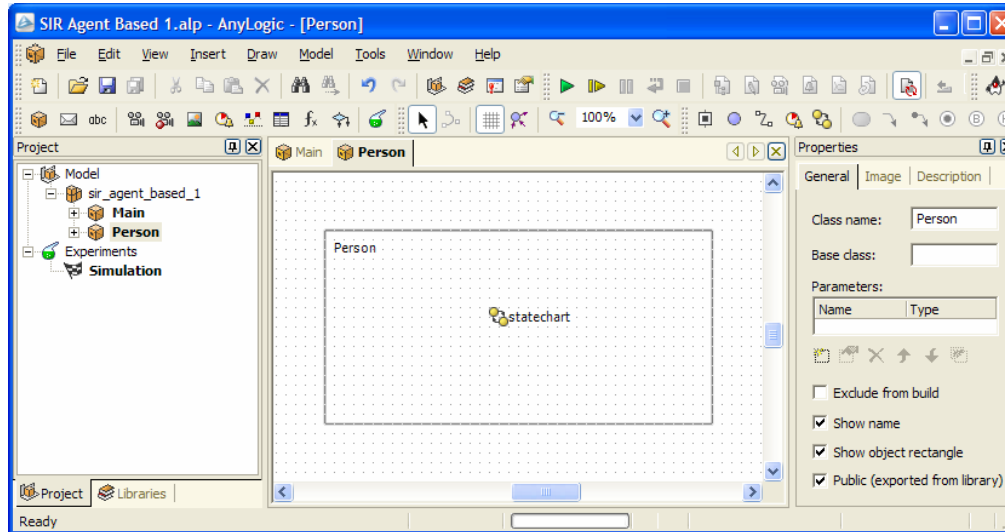 SIR Agent Based 1.alp - AnyLogic - [Person]
File Edit View Insert Draw Model Tools Window Help
abc 100% B
Project
Model
sir_agent_based_1
Main
Person
Experiments
Simulation
Project Libraries
Main Person
Person
statechart
Properties
General Image Description
Class name: Person
Base class:
Parameters:
Name Type
Exclude from build
Show name
Show object rectangle
Public (exported from library)
Ready